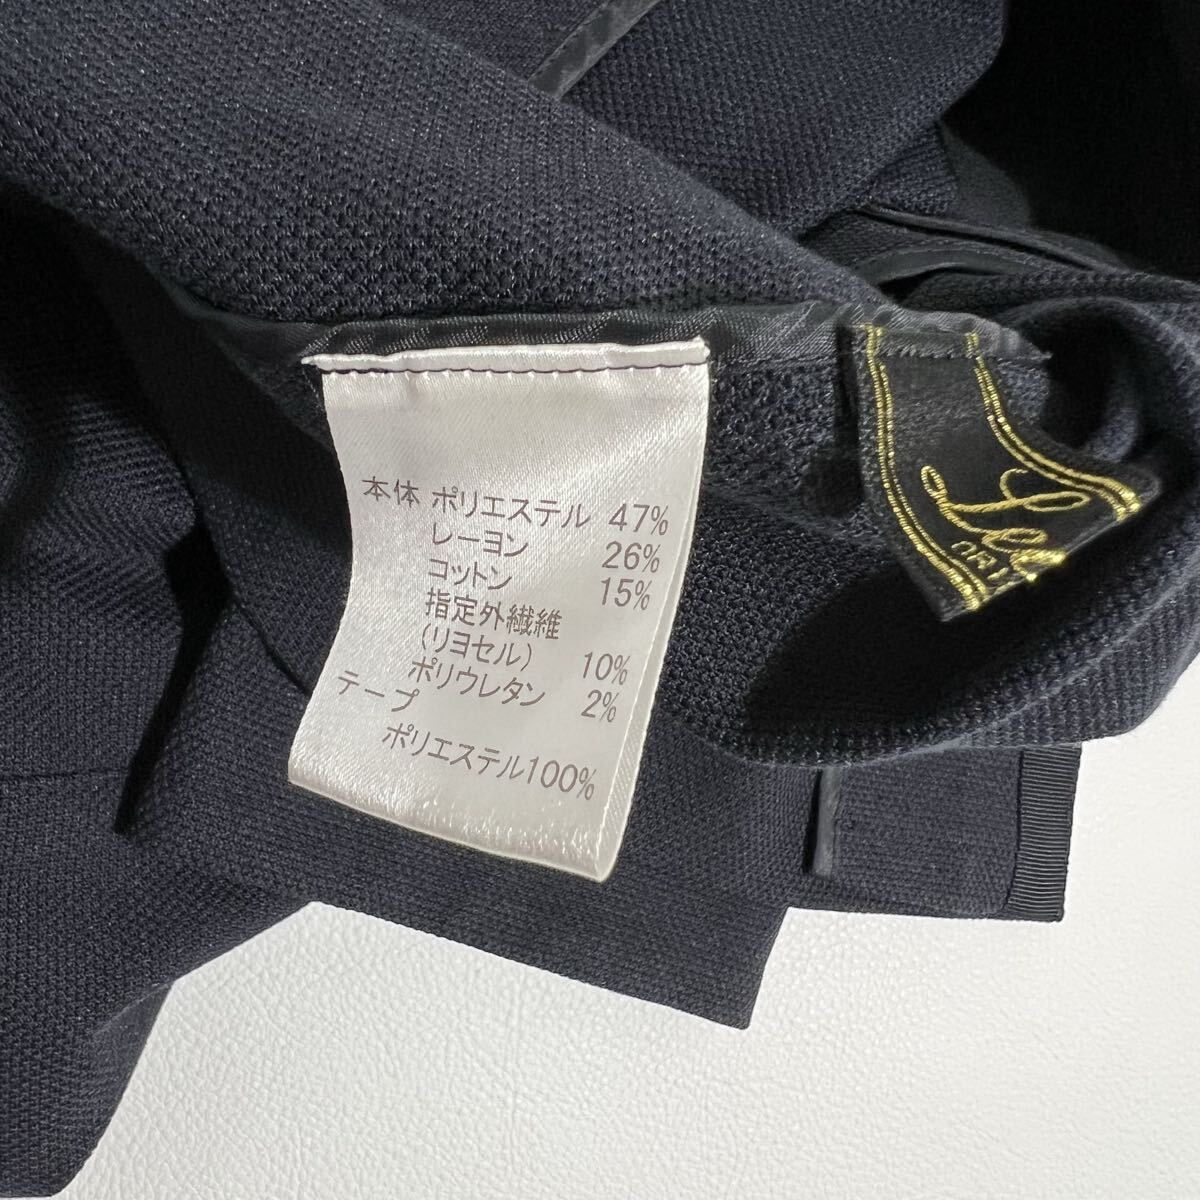 本体 ポリエステル 47%
レーヨン 26%
コットン 15%
指定外繊維
(リヨセル) 10%
ポリウレタン 2%
テープ
ポリエステル100%